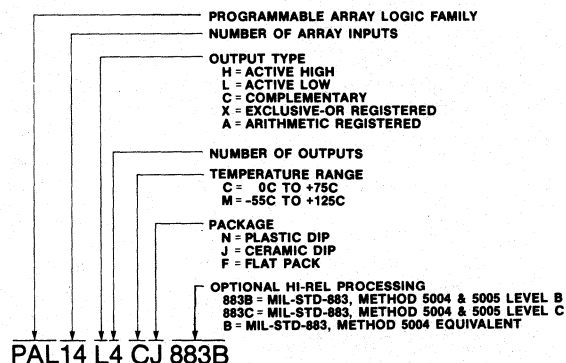 PROGRAMMABLE ARRAY LOGIC FAMILY
NUMBER OF ARRAY INPUTS
OUTPUT TYPE
H = ACTIVE HIGH
L = ACTIVE LOW
C = COMPLEMENTARY
X = EXCLUSIVE-OR REGISTERED
A = ARITHMETIC REGISTERED
NUMBER OF OUTPUTS
TEMPERATURE RANGE
C = 0C TO +75C
M = -55C TO +125C
PACKAGE
N = PLASTIC DIP
J = CERAMIC DIP
F = FLAT PACK
OPTIONAL HI-REL PROCESSING
883B = MIL-STD-883, METHOD 5004 & 5005 LEVEL B
883C = MIL-STD-883, METHOD 5004 & 5005 LEVEL C
B = MIL-STD-883, METHOD 5004 EQUIVALENT
PAL14 L4 CJ 883B